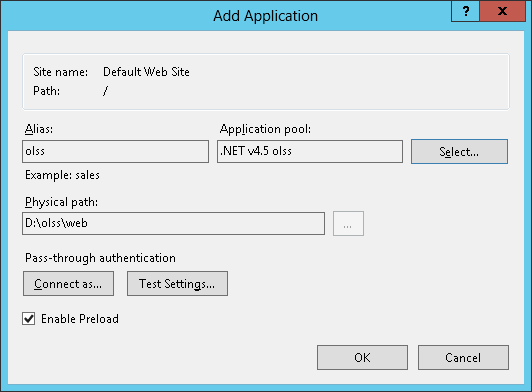 Add Application
?
Site name: Default Web Site
Path: /
Alias: Application pool:
olss .NET v4.5 olss Select...
Example: sales
Physical path:
D:\olss\web ...
Pass-through authentication
Connect as... Test Settings...
Enable Preload
OK Cancel